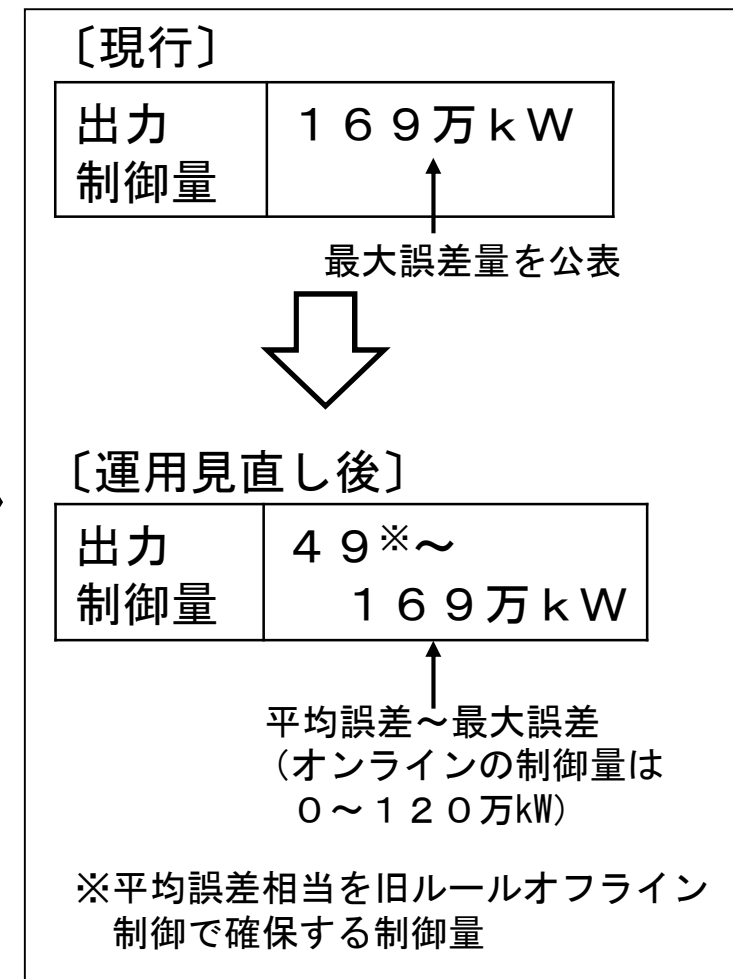 〔現行〕
出力
制御量
１６９万ｋＷ
最大誤差量を公表
〔運用見直し後〕
出力
制御量
４９※～
１６９万ｋＷ
平均誤差～最大誤差
（オンラインの制御量は
０～１２０万kW）
※平均誤差相当を旧ルールオフライン
制御で確保する制御量